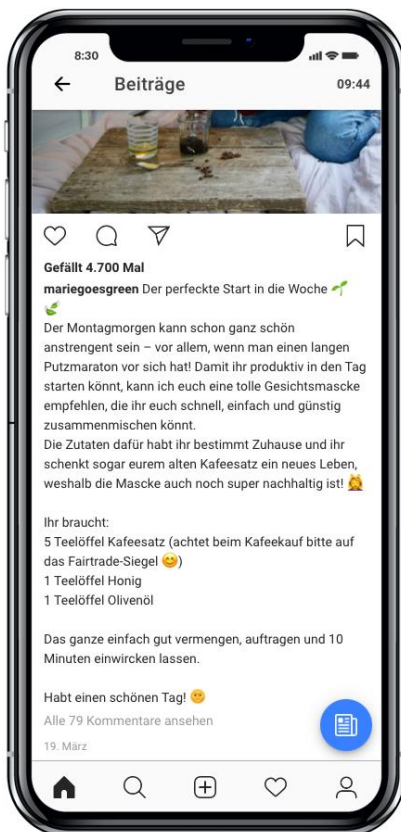 8:30
Beiträge
09:44
Gefällt 4.700 Mal
mariegoesgreen Der perfeckte Start in die Woche 🌱
🍃
Der Montagmorgen kann schon ganz schön
anstrengent sein – vor allem, wenn man einen langen
Putzmaraton vor sich hat! Damit ihr produktiv in den Tag
starten könnt, kann ich euch eine tolle Gesichtsmascke
empfehlen, die ihr euch schnell, einfach und günstig
zusammenmischen könnt.
Die Zutaten dafür habt ihr bestimmt Zuhause und ihr
schenkt sogar eurem alten Kafeesatz ein neues Leben,
weshalb die Mascke auch noch super nachhaltig ist! 💆
Ihr braucht:
5 Teelöffel Kafeesatz (achtet beim Kafeekauf bitte auf
das Fairtrade-Siegel 😊)
1 Teelöffel Honig
1 Teelöffel Olivenöl
Das ganze einfach gut vermengen, auftragen und 10
Minuten einwircken lassen.
Habt einen schönen Tag! 🙂
Alle 79 Kommentare ansehen
19. März